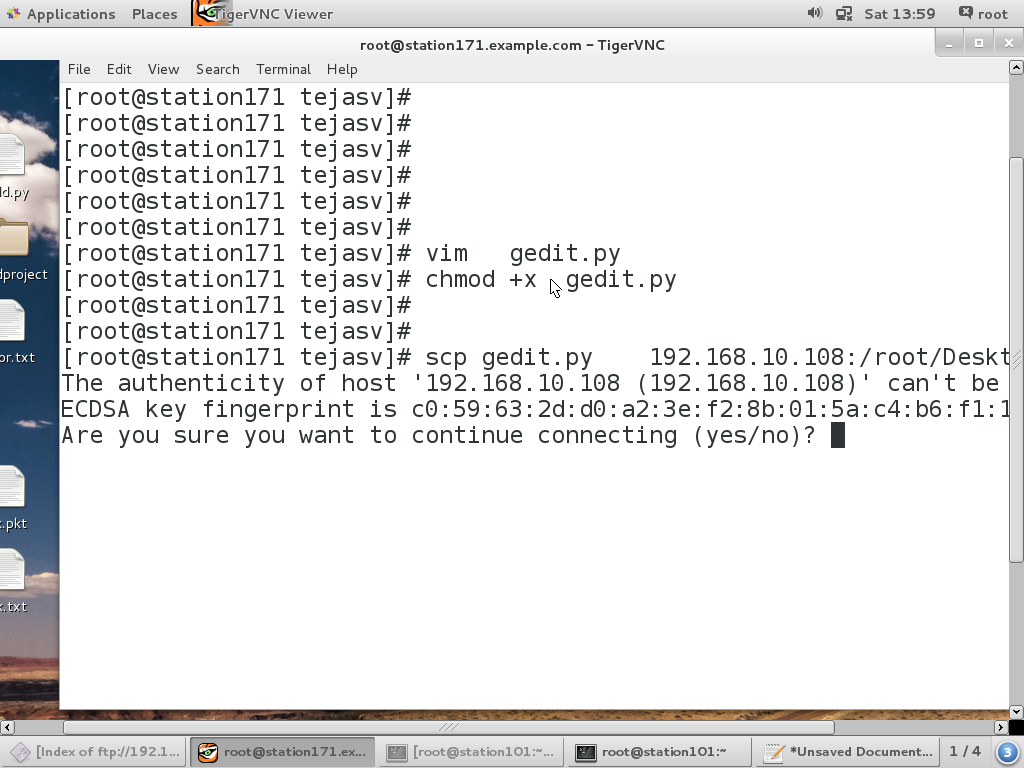 Applications Places TigerVNC Viewer Sat 13:59 root
root@station171.example.com – TigerVNC
File Edit View Search Terminal Help
[root@station171 tejasv]#
[root@station171 tejasv]#
[root@station171 tejasv]#
[root@station171 tejasv]#
[root@station171 tejasv]#
[root@station171 tejasv]#
[root@station171 tejasv]# vim   gedit.py
[root@station171 tejasv]# chmod +x  gedit.py
[root@station171 tejasv]#
[root@station171 tejasv]#
[root@station171 tejasv]# scp gedit.py    192.168.10.108:/root/Deskt
The authenticity of host '192.168.10.108 (192.168.10.108)' can't be
ECDSA key fingerprint is c0:59:63:2d:d0:a2:3e:f2:8b:01:5a:c4:b6:f1:1
Are you sure you want to continue connecting (yes/no)?
ld.py
dproject
or.txt
.pkt
.txt
[Index of ftp://192.1... root@station171.ex... [root@station101:~... root@station101:~ *Unsaved Document... 1 / 4 3